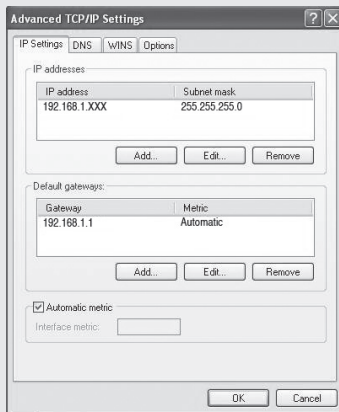 Advanced TCP/IP Settings
IP Settings DNS WINS Options
IP addresses
IP address Subnet mask
192.168.1.XXX 255.255.255.0
Add... Edit... Remove
Default gateways:
Gateway Metric
192.168.1.1 Automatic
Add... Edit... Remove
Automatic metric
Interface metric:
OK Cancel